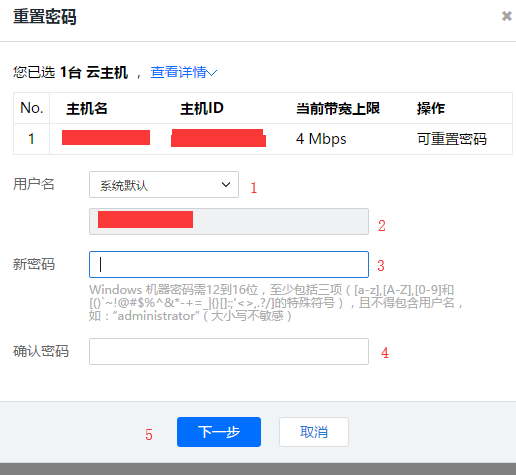 重置密码
您已选 1台 云主机 ， 查看详情
No. 主机名 主机ID 当前带宽上限 操作
1 4 Mbps 可重置密码
用户名 系统默认 1
2
新密码 3
Windows 机器密码需12到16位，至少包括三项（[a-z],[A-Z],[0-9]和
[()`~!@#$%^&*-+=_|{}[]:;'<>,.?/]的特殊符号），且不得包含用户名，
如："administrator"（大小写不敏感）
确认密码 4
5 下一步 取消